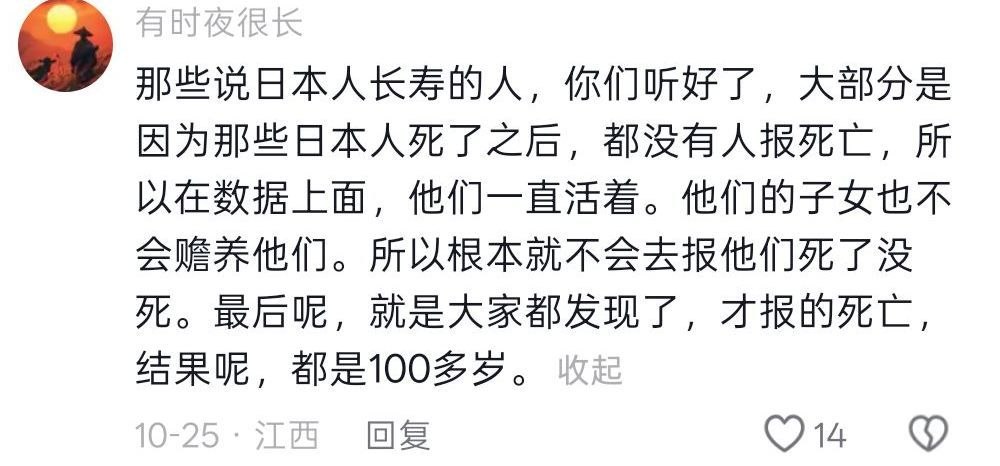 有时夜很长
那些说日本人长寿的人，你们听好了，大部分是
因为那些日本人死了之后，都没有人报死亡，所
以在数据上面，他们一直活着。他们的子女也不
会赡养他们。所以根本就不会去报他们死了没
死。最后呢，就是大家都发现了，才报的死亡，
结果呢，都是100多岁。 收起
10-25 · 江西 回复 14